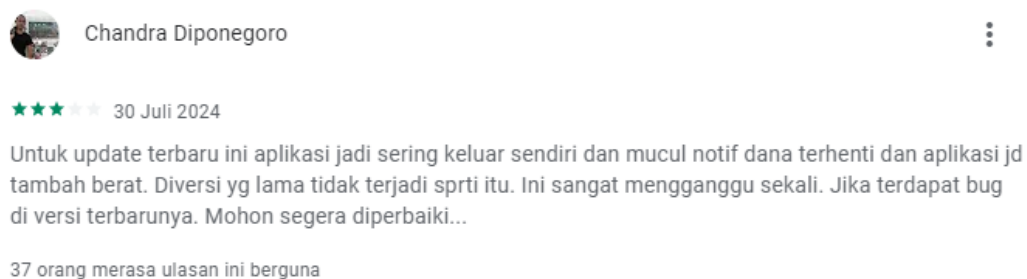 Chandra Diponegoro
30 Juli 2024
Untuk update terbaru ini aplikasi jadi sering keluar sendiri dan mucul notif dana terhenti dan aplikasi jd
tambah berat. Diversi yg lama tidak terjadi sprti itu. Ini sangat mengganggu sekali. Jika terdapat bug
di versi terbarunya. Mohon segera diperbaiki...
37 orang merasa ulasan ini berguna